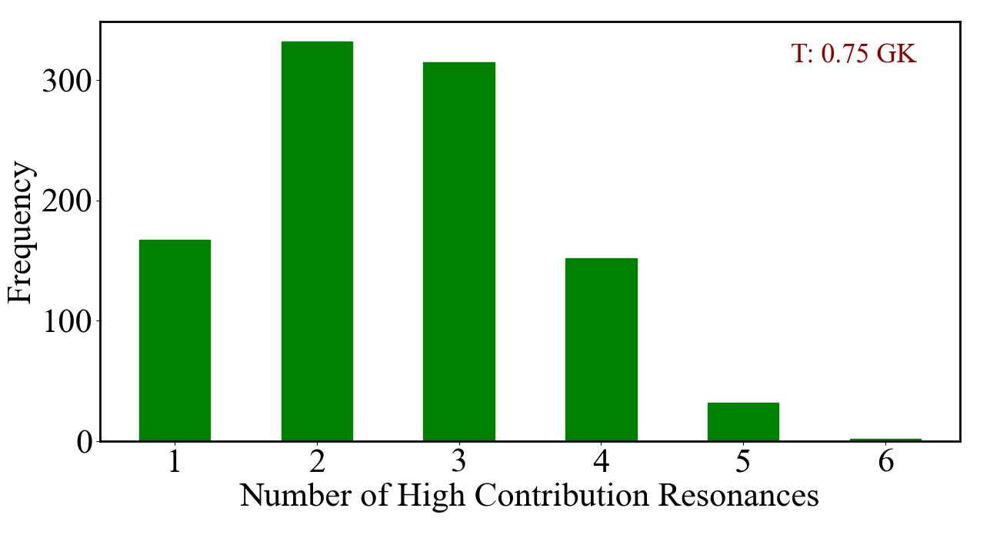 T: 0.75 GK
300
200
100
0
Frequency
1 2 3 4 5 6
Number of High Contribution Resonances